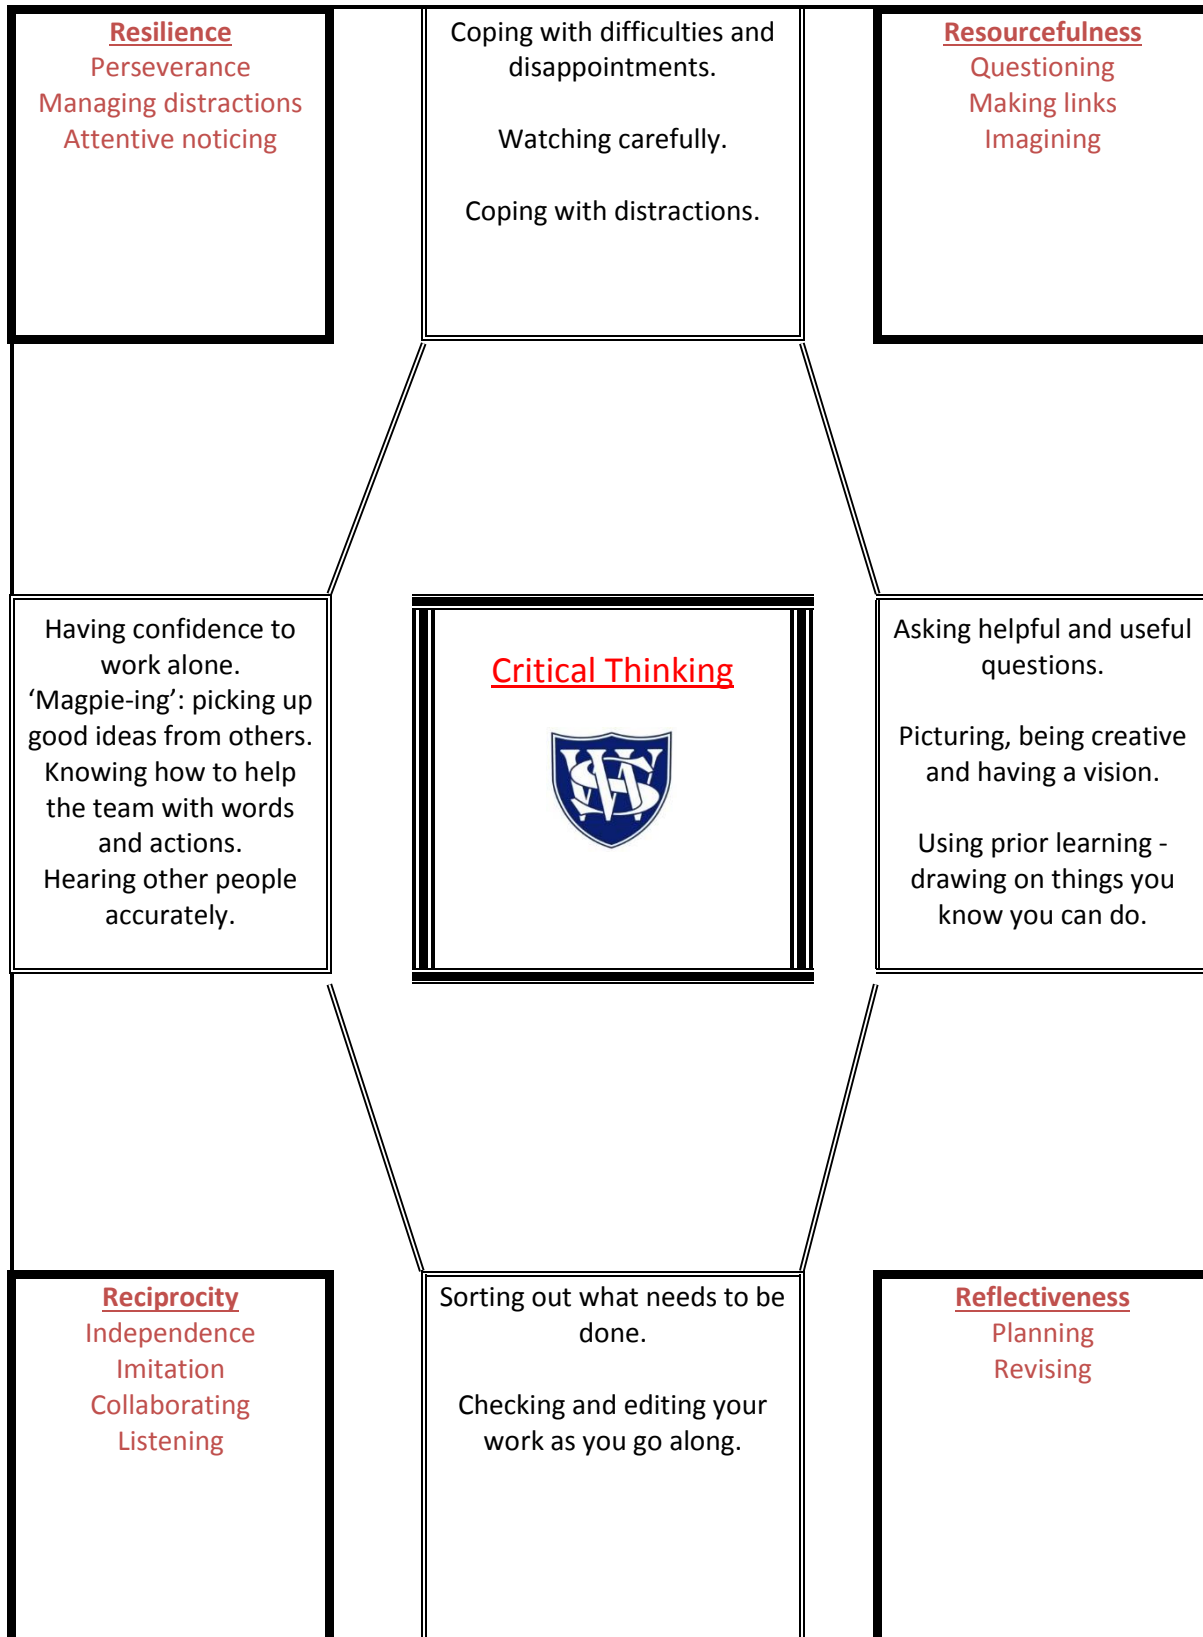 Resilience
Perseverance
Managing distractions
Attentive noticing
Coping with difficulties and
disappointments.
Watching carefully.
Coping with distractions.
Resourcefulness
Questioning
Making links
Imagining
Having confidence to
work alone.
‘Magpie-ing’: picking up
good ideas from others.
Knowing how to help
the team with words
and actions.
Hearing other people
accurately.
Critical Thinking
Asking helpful and useful
questions.
Picturing, being creative
and having a vision.
Using prior learning -
drawing on things you
know you can do.
Reciprocity
Independence
Imitation
Collaborating
Listening
Sorting out what needs to be
done.
Checking and editing your
work as you go along.
Reflectiveness
Planning
Revising